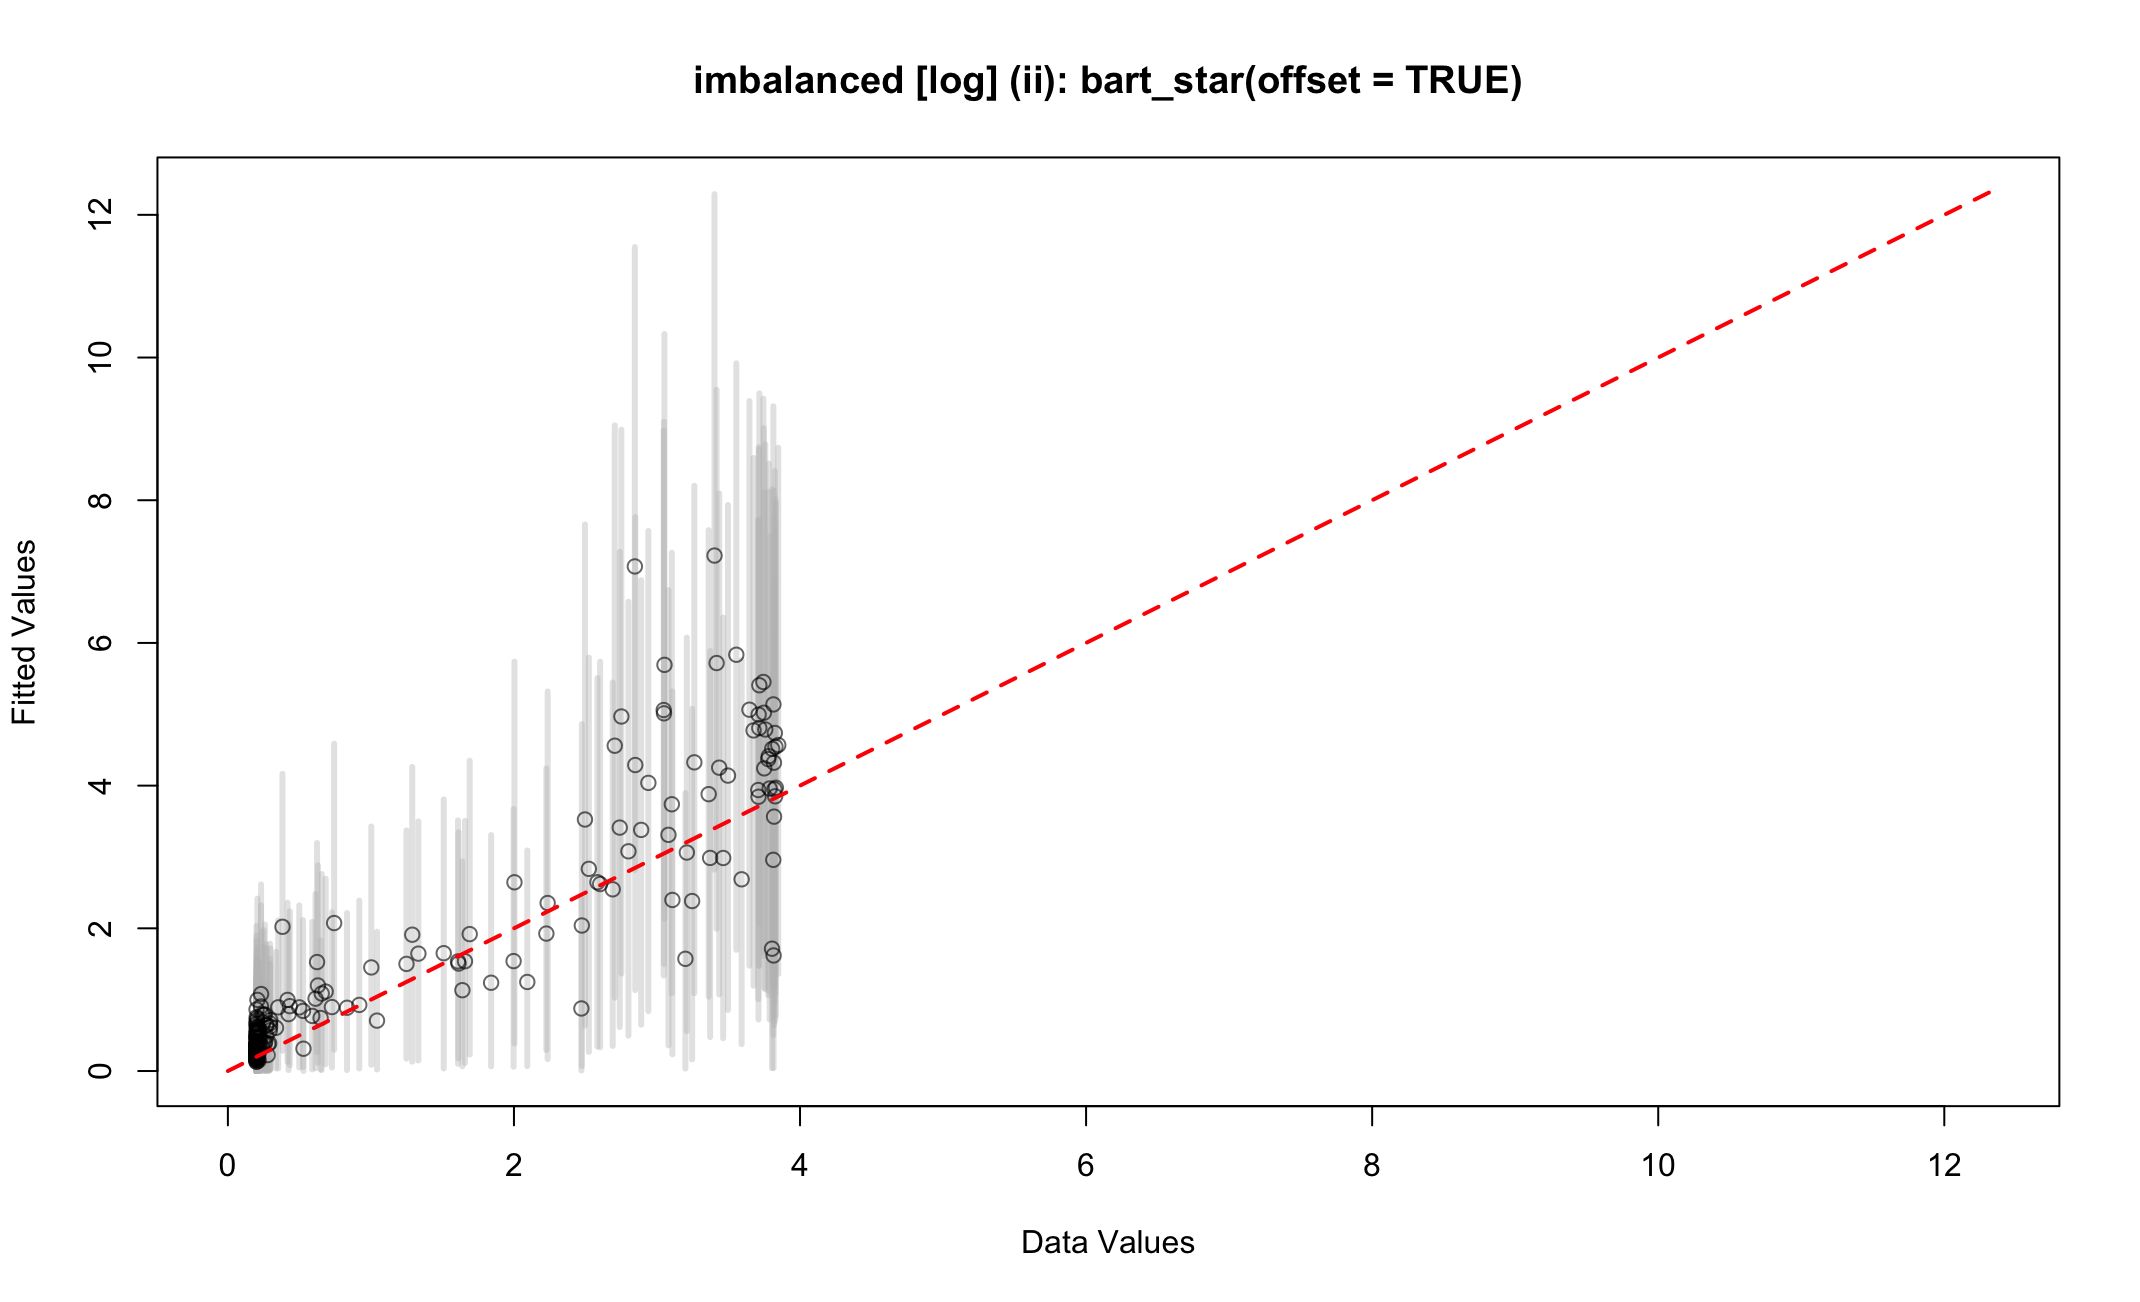 imbalanced [log] (ii): bart_star(offset = TRUE)
12
10
8
6
4
2
0
Fitted Values
0 2 4 6 8 10 12
Data Values